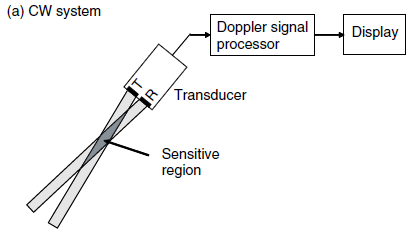 (a) CW system
Doppler signal
processor
Display
T
R
Transducer
Sensitive
region